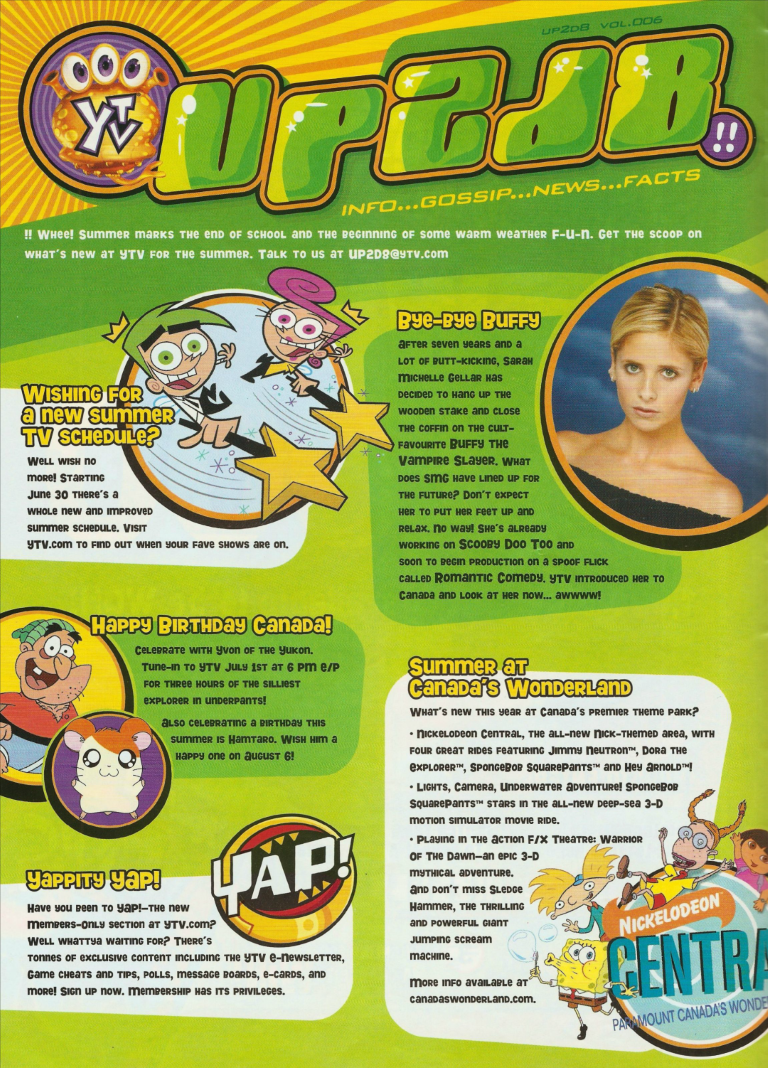 UP2D8 VOL.006
YTV
UP2D8!!
INFO...GOSSIP...NEWS...FACTS
!! Whee! Summer marks the end of school and the beginning of some warm weather F-u-n. Get the scoop on
what's new at YTV for the summer. Talk to us at UP2D8@ytv.com
Wishing for
a new summer
TV schedule?
Well wish no
more! Starting
June 30 there's a
whole new and improved
summer schedule. Visit
YTV.com to find out when your fave shows are on.
Bye-Bye Buffy
After seven years and a
lot of butt-kicking, Sarah
Michelle Gellar has
decided to hang up the
wooden stake and close
the coffin on the cult-
favourite Buffy the
Vampire Slayer. What
does SMG have lined up for
the future? Don't expect
her to put her feet up and
relax. No way! She's already
working on Scooby Doo Too and
soon to begin production on a spoof flick
called Romantic Comedy. YTV introduced her to
Canada and look at her now... awwww!
Happy Birthday Canada!
Celebrate with Yvon of the Yukon.
Tune-in to YTV July 1st at 6 PM e/p
for three hours of the silliest
explorer in underpants!
Also celebrating a birthday this
summer is Hamtaro. Wish him a
happy one on August 6!
Yappity Yap!
YAP!
Have you been to Yap!—the new
Members-Only section at YTV.com?
Well whattya waiting for? There's
tonnes of exclusive content including the YTV e-newsletter,
Game cheats and tips, polls, message boards, e-cards, and
more! Sign up now. Membership has its privileges.
Summer at
Canada's Wonderland
What's new this year at Canada's premier theme park?
• Nickelodeon Central, the all-new Nick-themed area, with
four great rides featuring Jimmy Neutron™, Dora the
Explorer™, SpongeBob SquarePants™ and Hey Arnold™!
• Lights, Camera, Underwater Adventure! SpongeBob
SquarePants™ stars in the all-new deep-sea 3-D
motion simulator movie ride.
• Playing in the Action F/X Theatre: Warrior
Of The Dawn—an epic 3-D
mythical adventure.
And don't miss Sledge
Hammer, the thrilling
and powerful giant
jumping scream
machine.
More info available at
canadaswonderland.com.
NICKELODEON
CENTRA
PARAMOUNT CANADA'S WONDE